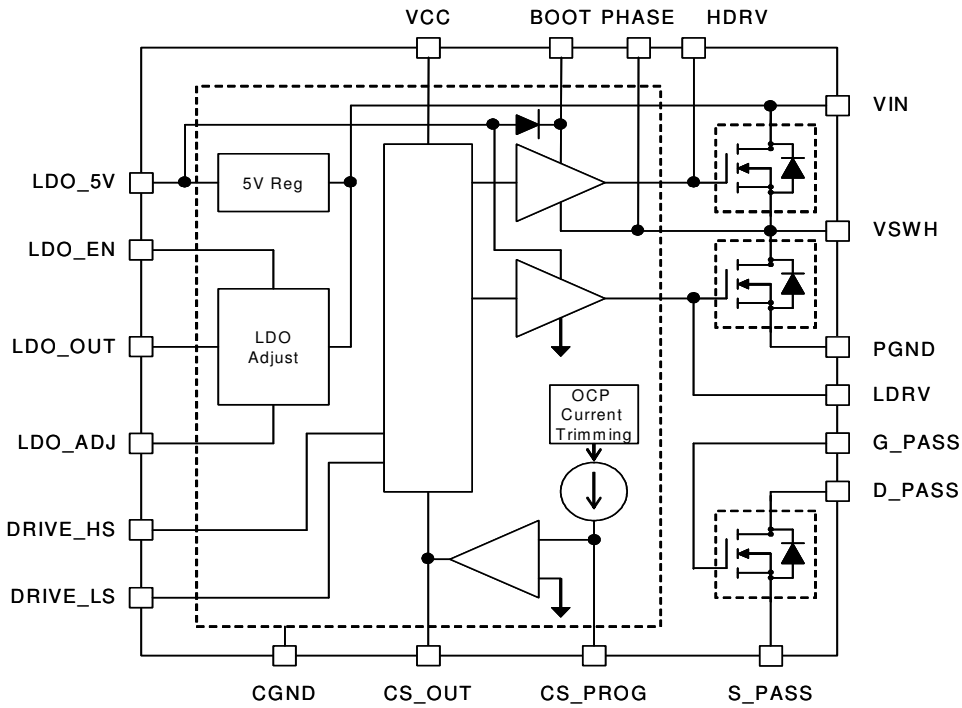 VCC
BOOT PHASE
HDRV
VIN
LDO_5V
5V Reg
VSWH
LDO_EN
LDO_OUT
LDO
Adjust
PGND
LDRV
OCP
Current
Trimming
LDO_ADJ
G_PASS
D_PASS
DRIVE_HS
DRIVE_LS
CGND
CS_OUT
CS_PROG
S_PASS